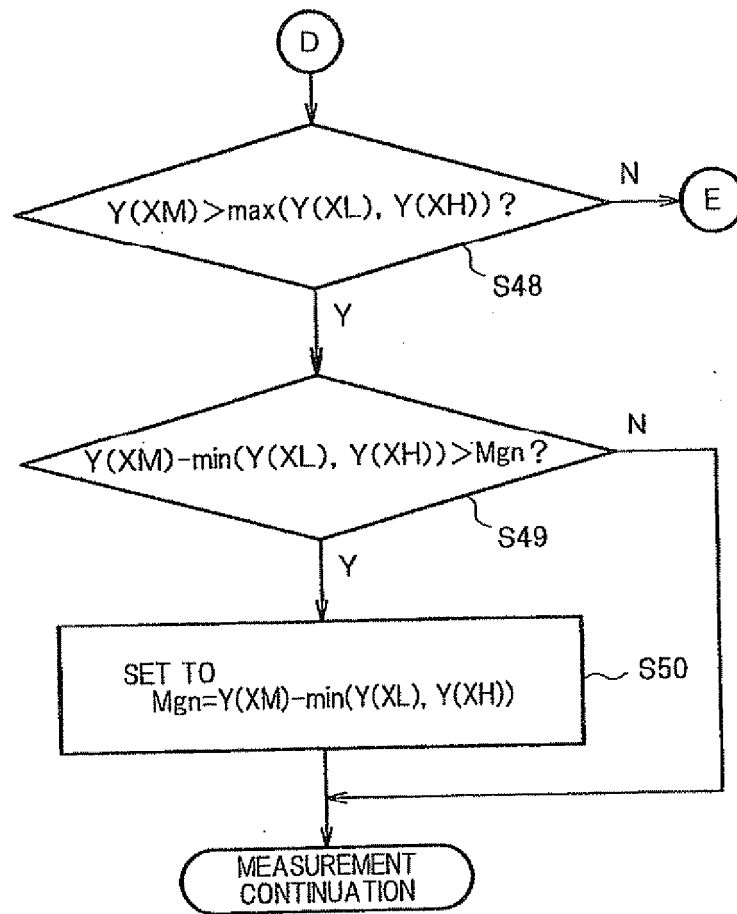 D
Y(XM)>max(Y(XL), Y(XH))?
N
E
S48
Y
Y(XM)-min(Y(XL), Y(XH))>Mgn?
N
S49
Y
SET TO
Mgn=Y(XM)-min(Y(XL), Y(XH))
S50
MEASUREMENT
CONTINUATION